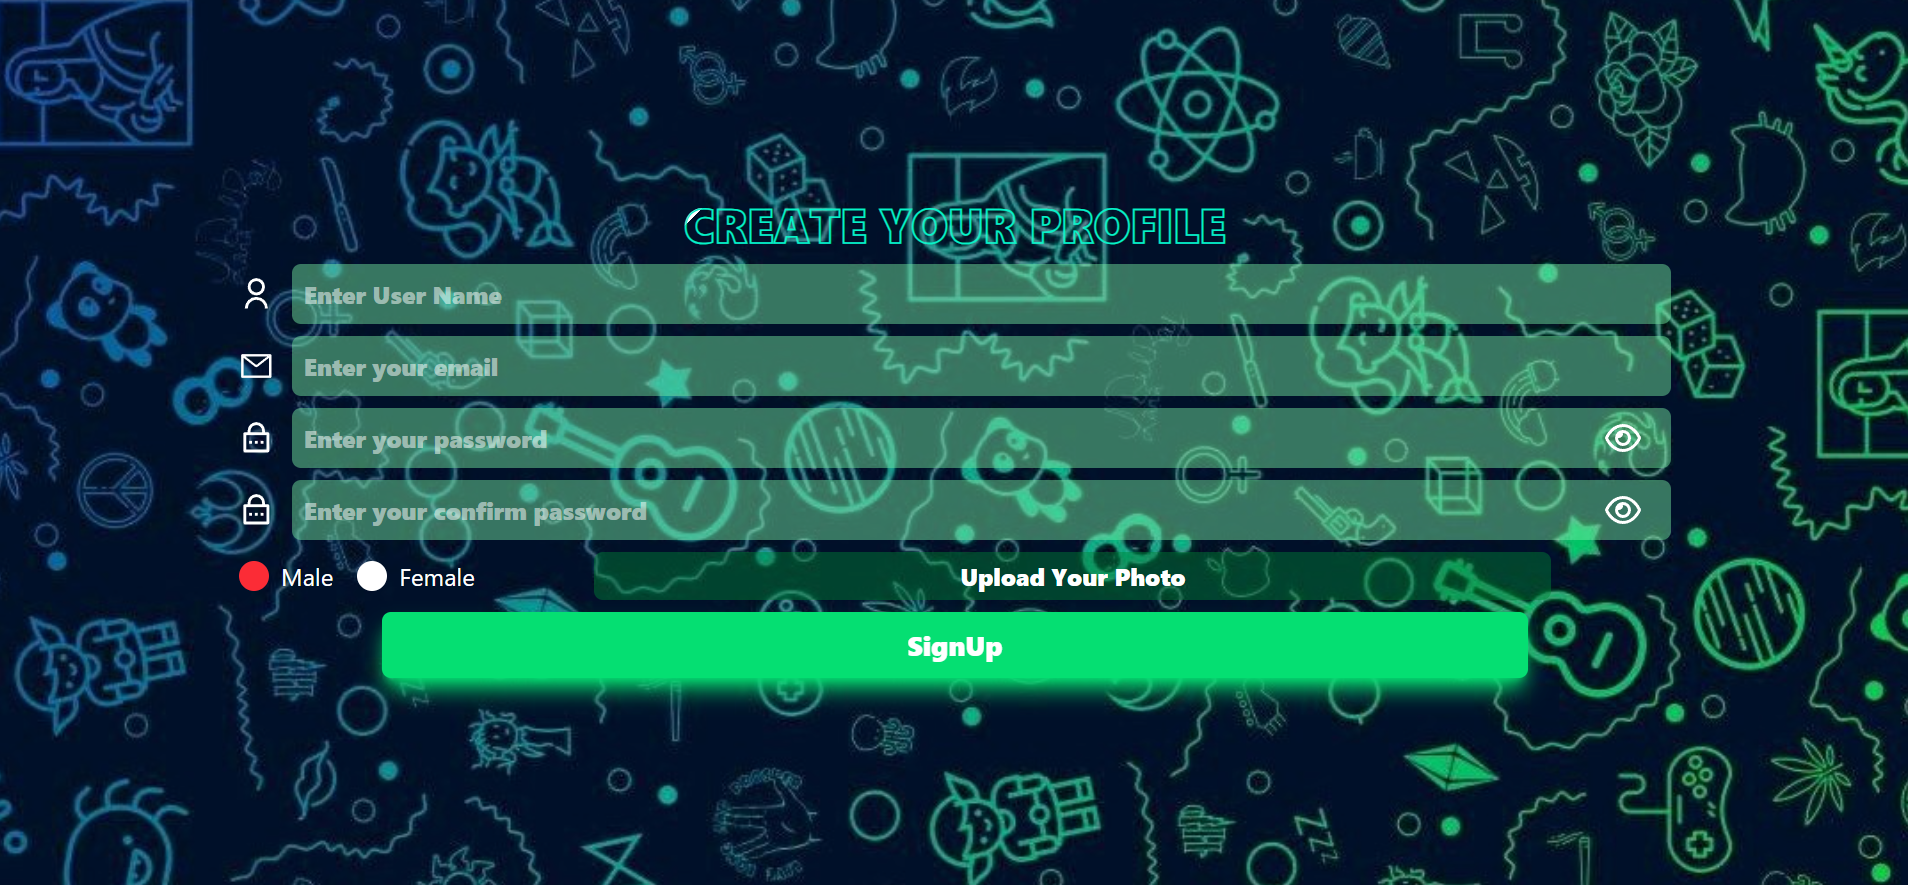 CREATE YOUR PROFILE
Enter User Name
Enter your email
Enter your password
Enter your confirm password
Male Female Upload Your Photo
SignUp
zzz